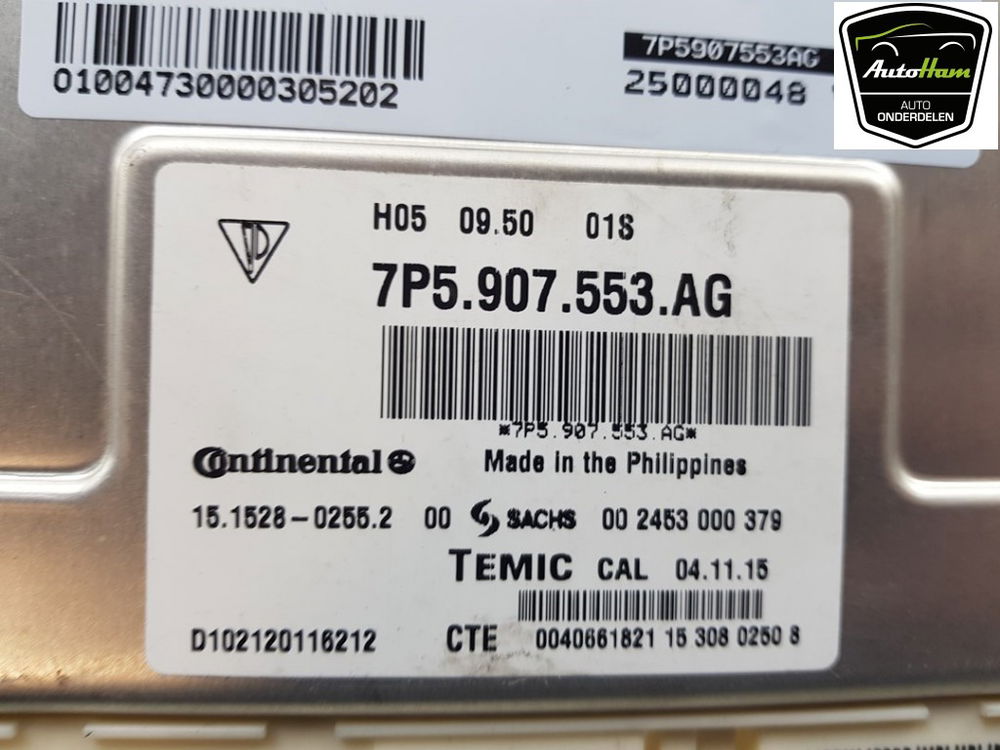 01004730000305202
7P5907553AG
25000048
AutoHam
AUTO
ONDERDELEN
H05 09.50 01S
7P5.907.553.AG
*7P5.907.553.AG*
Continental
Made in the Philippines
15.1528-0255.2 00 SACHS 00 2453 000 379
TEMIC CAL 04.11.15
D102120116212 CTE 0040661821 15 308 0250 8